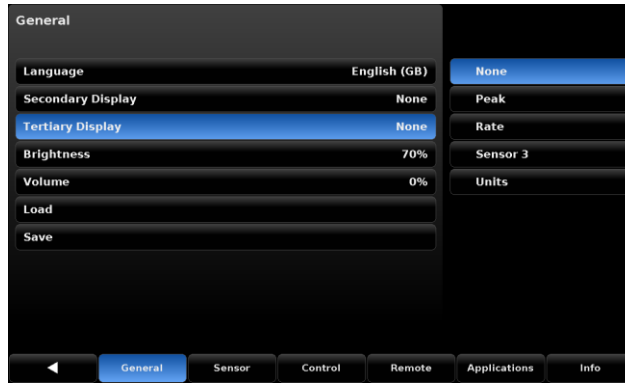 General
Language English (GB)
Secondary Display None
Tertiary Display None
Brightness 70%
Volume 0%
Load
Save
None
Peak
Rate
Sensor 3
Units
General Sensor Control Remote Applications Info